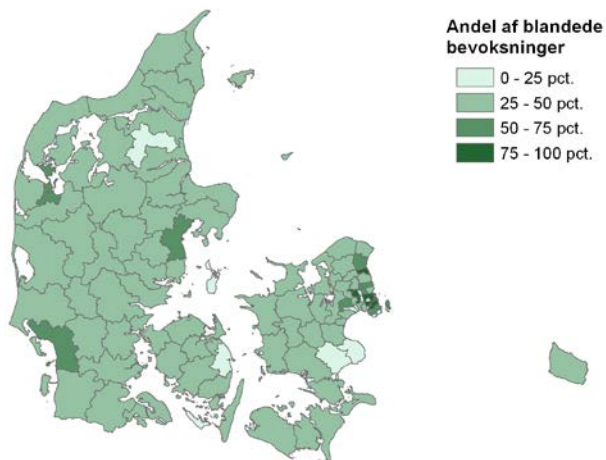 Andel af blandede
bevoksninger
0 - 25 pct.
25 - 50 pct.
50 - 75 pct.
75 - 100 pct.